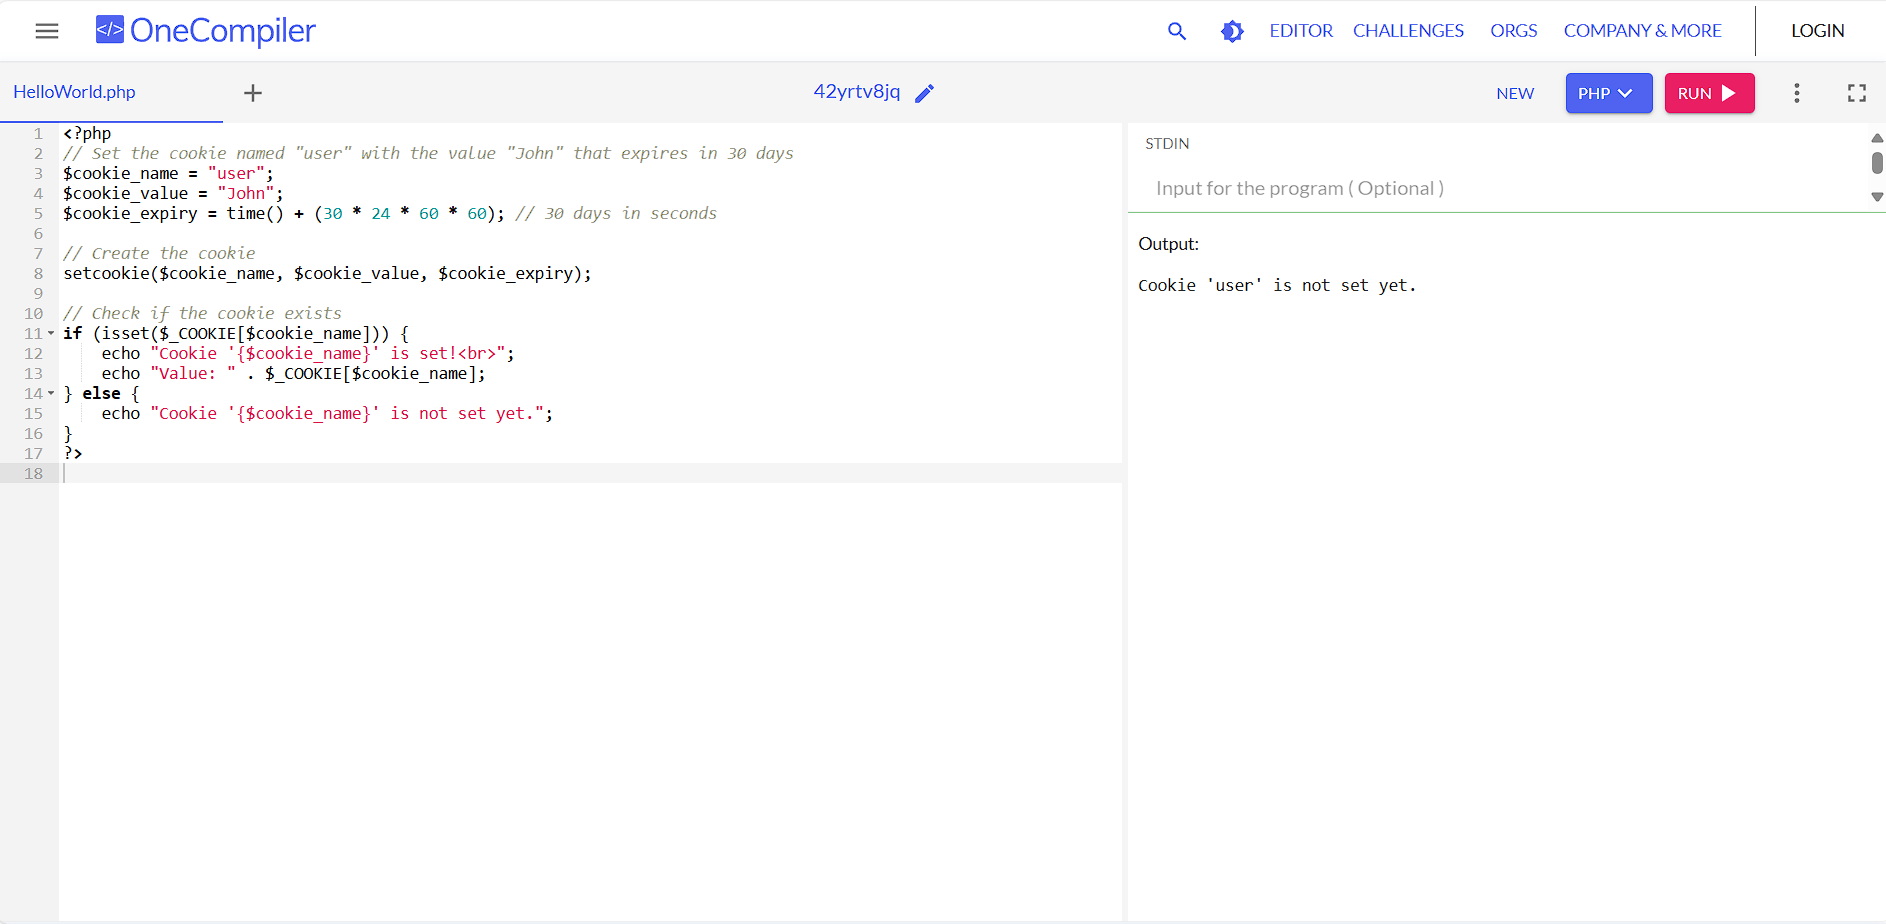 </> OneCompiler
EDITOR CHALLENGES ORGS COMPANY & MORE LOGIN
HelloWorld.php
42yrtv8jq
NEW PHP RUN
1 <?php
2 // Set the cookie named "user" with the value "John" that expires in 30 days
3 $cookie_name = "user";
4 $cookie_value = "John";
5 $cookie_expiry = time() + (30 * 24 * 60 * 60); // 30 days in seconds
6
7 // Create the cookie
8 setcookie($cookie_name, $cookie_value, $cookie_expiry);
9
10 // Check if the cookie exists
11 if (isset($_COOKIE[$cookie_name])) {
12     echo "Cookie '{$cookie_name}' is set!<br>";
13     echo "Value: " . $_COOKIE[$cookie_name];
14 } else {
15     echo "Cookie '{$cookie_name}' is not set yet.";
16 }
17 ?>
18
STDIN
Input for the program ( Optional )
Output:
Cookie 'user' is not set yet.